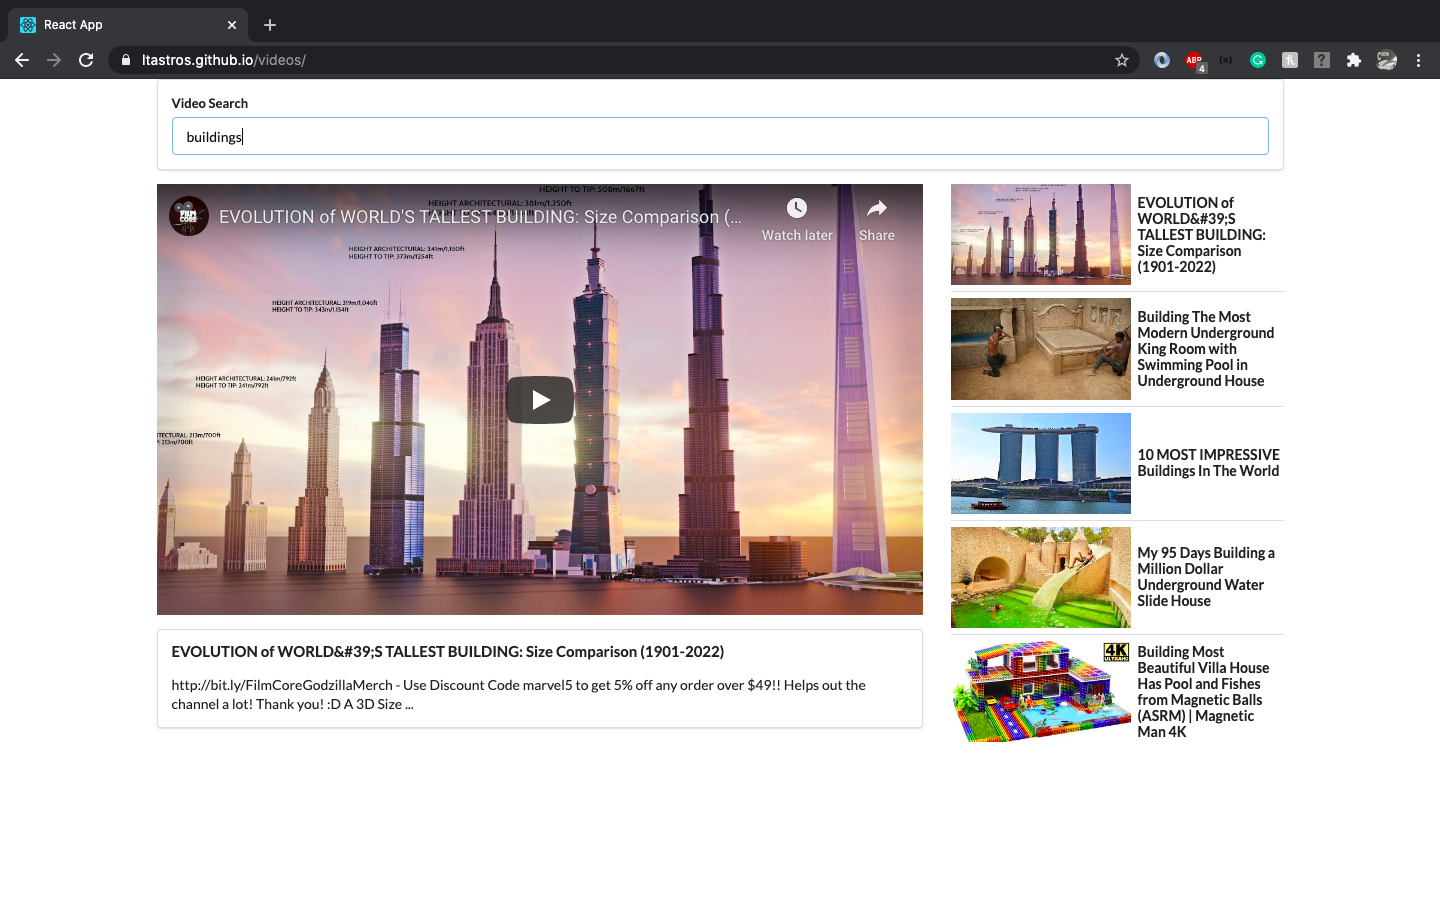 React App
ltastros.github.io/videos/
ABP
4
Video Search
buildings
FILM CORE
EVOLUTION of WORLD'S TALLEST BUILDING: Size Comparison (...
Watch later
Share
HEIGHT TO TIP: 508m/1667ft
HEIGHT ARCHITECTURAL: 381m/1,250ft
HEIGHT ARCHITECTURAL: 341m/1,150ft
HEIGHT TO TIP: 373m/1254ft
HEIGHT ARCHITECTURAL: 319m/1,046ft
HEIGHT TO TIP: 343m/1,154ft
HEIGHT ARCHITECTURAL: 241m/792ft
HEIGHT TO TIP: 241m/792ft
TECTURAL: 213m/700ft
P: 213m/700ft
EVOLUTION of WORLD&#39;S TALLEST BUILDING: Size Comparison (1901-2022)
http://bit.ly/FilmCoreGodzillaMerch - Use Discount Code marvel5 to get 5% off any order over $49!! Helps out the
channel a lot! Thank you! :D A 3D Size ...
EVOLUTION of
WORLD&#39;S
TALLEST BUILDING:
Size Comparison
(1901-2022)
Building The Most
Modern Underground
King Room with
Swimming Pool in
Underground House
10 MOST IMPRESSIVE
Buildings In The World
My 95 Days Building a
Million Dollar
Underground Water
Slide House
4K
ULTRA HD
Building Most
Beautiful Villa House
Has Pool and Fishes
from Magnetic Balls
(ASRM) | Magnetic
Man 4K